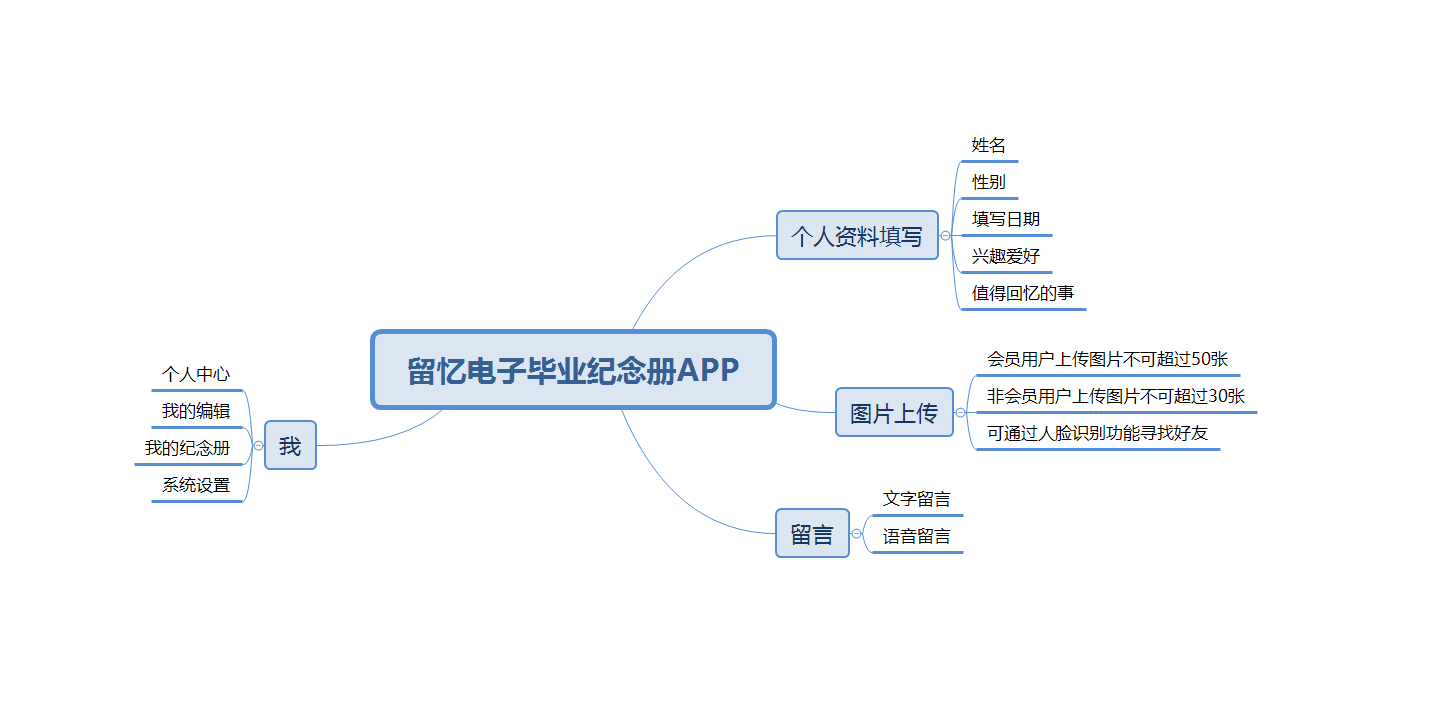 留忆电子毕业纪念册APP
个人资料填写
姓名
性别
填写日期
兴趣爱好
值得回忆的事
图片上传
会员用户上传图片不可超过50张
非会员用户上传图片不可超过30张
可通过人脸识别功能寻找好友
留言
文字留言
语音留言
我
个人中心
我的编辑
我的纪念册
系统设置